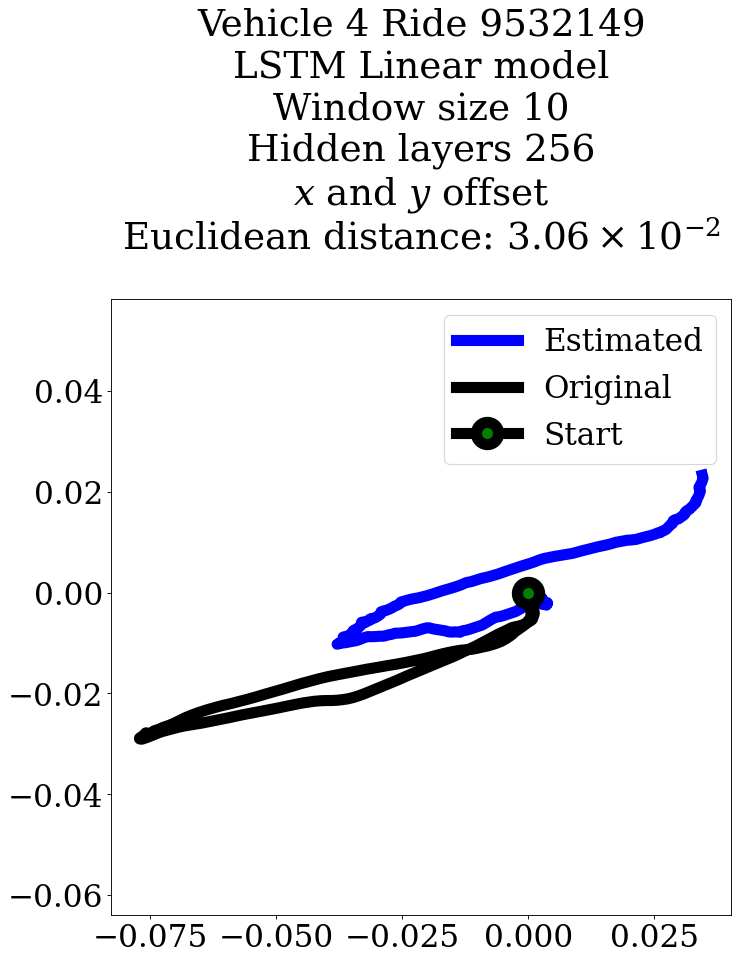 Vehicle 4 Ride 9532149
LSTM Linear model
Window size 10
Hidden layers 256
x and y offset
Euclidean distance: 3.06 × 10⁻²
Estimated
Original
Start
0.04
0.02
0.00
−0.02
−0.04
−0.06
−0.075 −0.050 −0.025 0.000 0.025